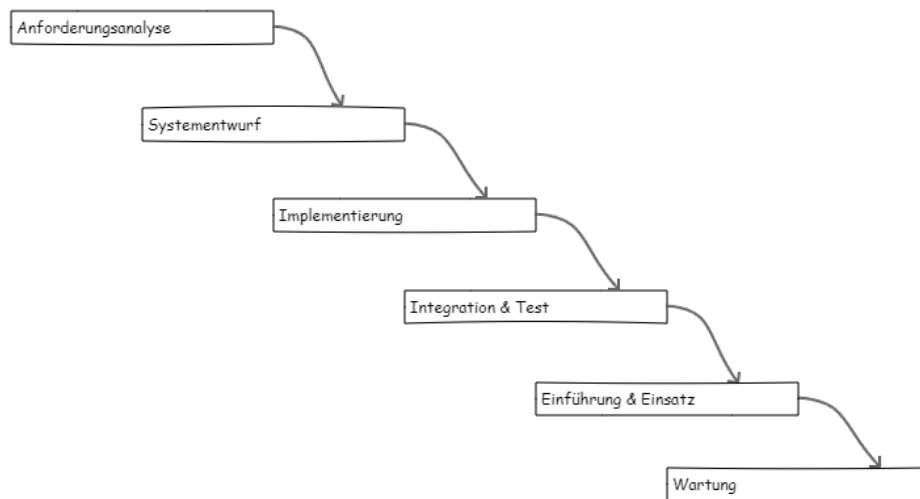 Anforderungsanalyse
Systementwurf
Implementierung
Integration & Test
Einführung & Einsatz
Wartung